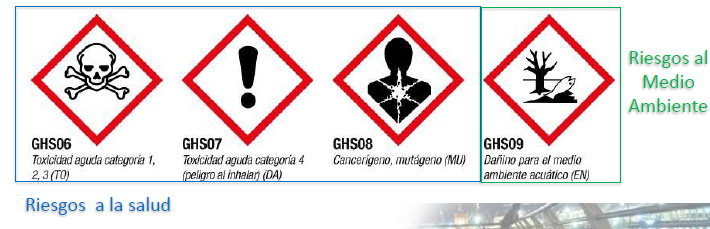 Riesgos al
Medio
Ambiente
GHS06
Toxicidad aguda categoría 1,
2, 3 (T0)
GHS07
Toxicidad aguda categoría 4
(peligro al inhalar) (DA)
GHS08
Cancerígeno, mutágeno (MU)
GHS09
Dañino para el medio
ambiente acuático (EN)
Riesgos a la salud